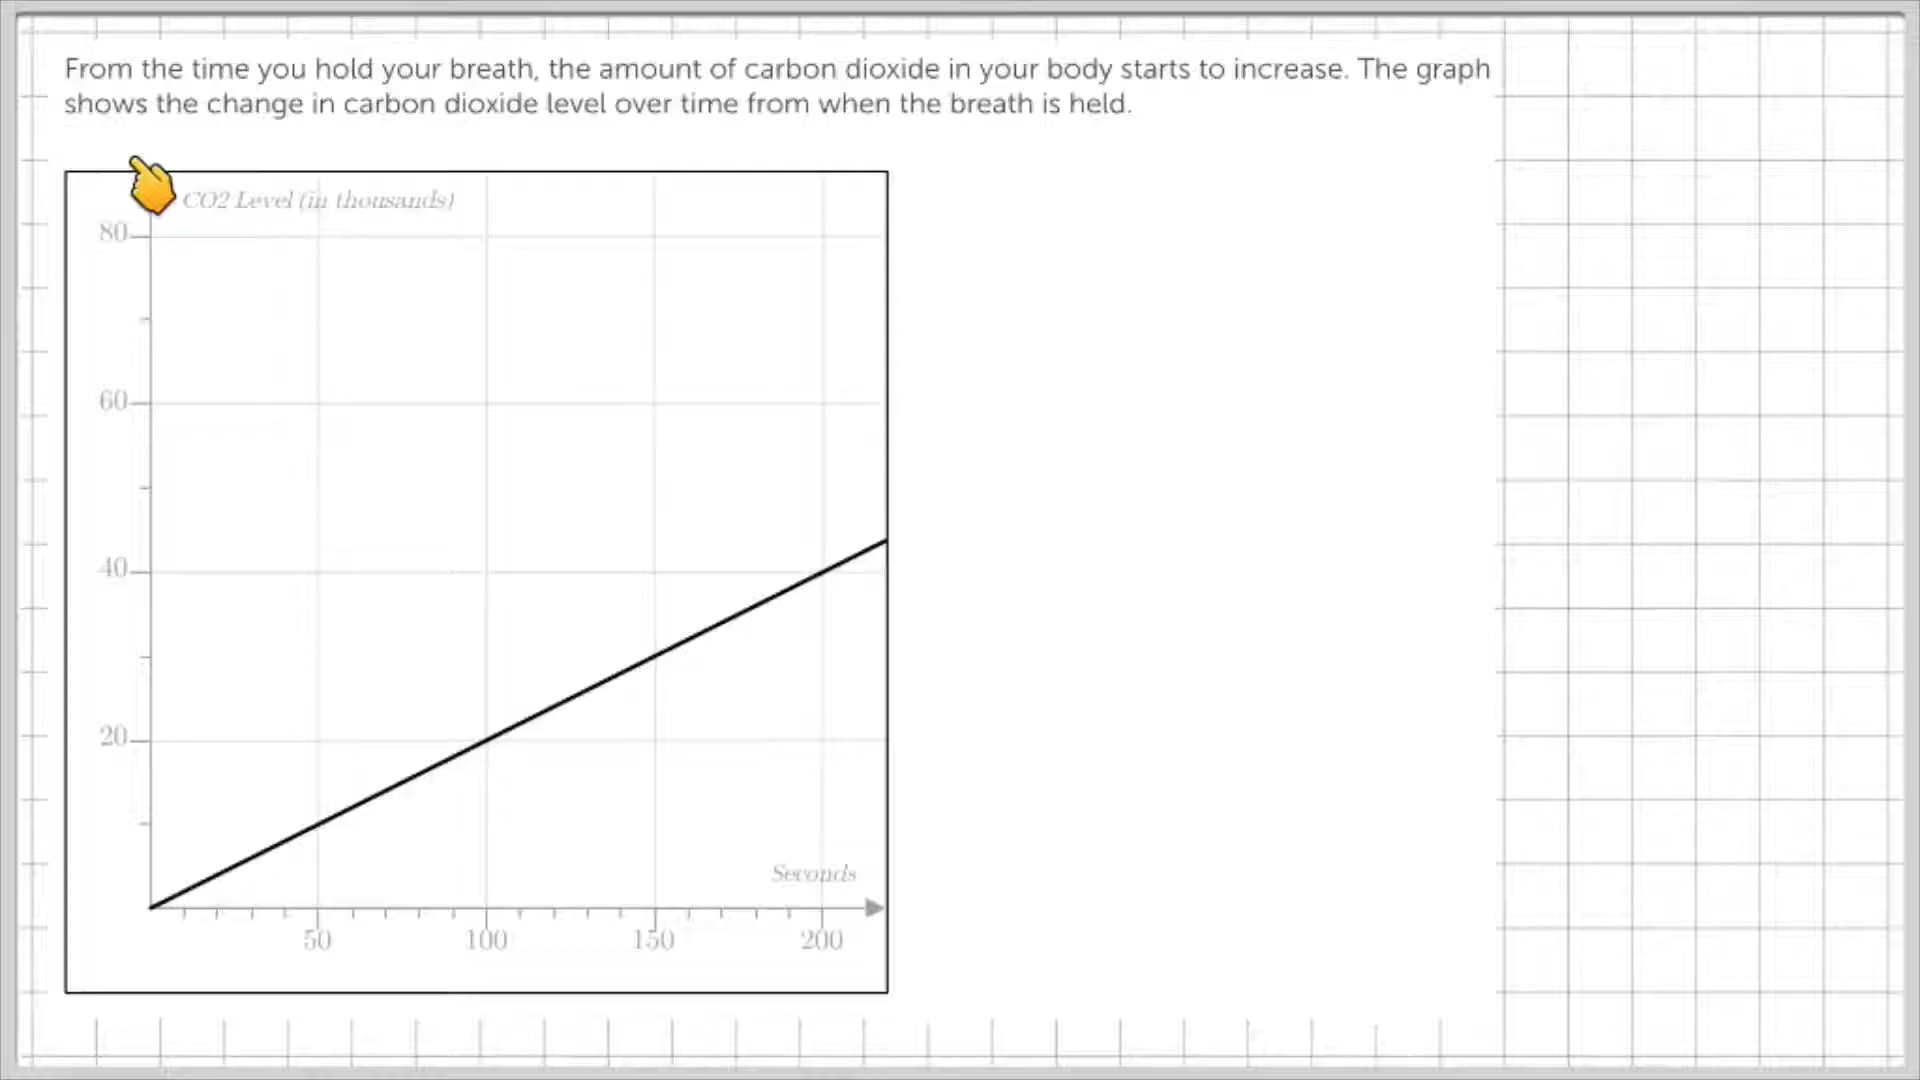 From the time you hold your breath, the amount of carbon dioxide in your body starts to increase. The graph
shows the change in carbon dioxide level over time from when the breath is held.
CO2 Level (in thousands)
80
60
40
20
Seconds
50 100 150 200